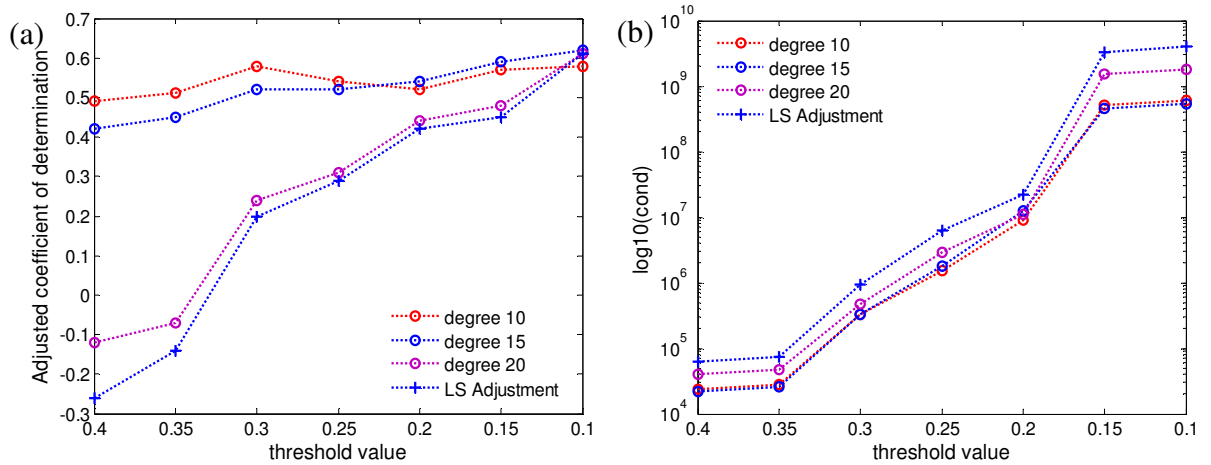 (a)
Adjusted coefficient of determination
0.7
0.6
0.5
0.4
0.3
0.2
0.1
0
-0.1
-0.2
-0.3
degree 10
degree 15
degree 20
LS Adjustment
0.4 0.35 0.3 0.25 0.2 0.15 0.1
threshold value
(b)
log10(cond)
10^10
10^9
10^8
10^7
10^6
10^5
10^4
degree 10
degree 15
degree 20
LS Adjustment
0.4 0.35 0.3 0.25 0.2 0.15 0.1
threshold value